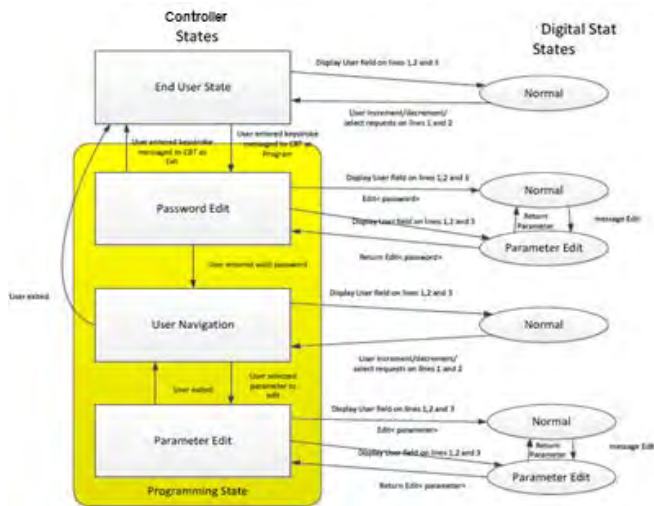 Controller
States
Digital Stat
States
End User State
Display User field on lines 1,2 and 3
Normal
User Increment/decrement/
select requests on lines 1 and 2
User entered keystroke
messaged to CBT as
Exit
User entered keystroke
messaged to CBT as
Program
Password Edit
Display User field on lines 1,2 and 3
Edit< password>
Display User field on lines 1,2 and 3
Return Edit< password>
Normal
Return
Parameter
message Edit
Parameter Edit
User entered valid password
User exited
User Navigation
Display User field on lines 1,2 and 3
Normal
User Increment/decrement/
select requests on lines 1 and 2
User exited
User selected
parameter to
edit
Parameter Edit
Display User field on lines 1,2 and 3
Edit< parameter>
Display User field on lines 1,2 and 3
Return Edit< parameter>
Normal
Return
Parameter
message Edit
Parameter Edit
Programming State